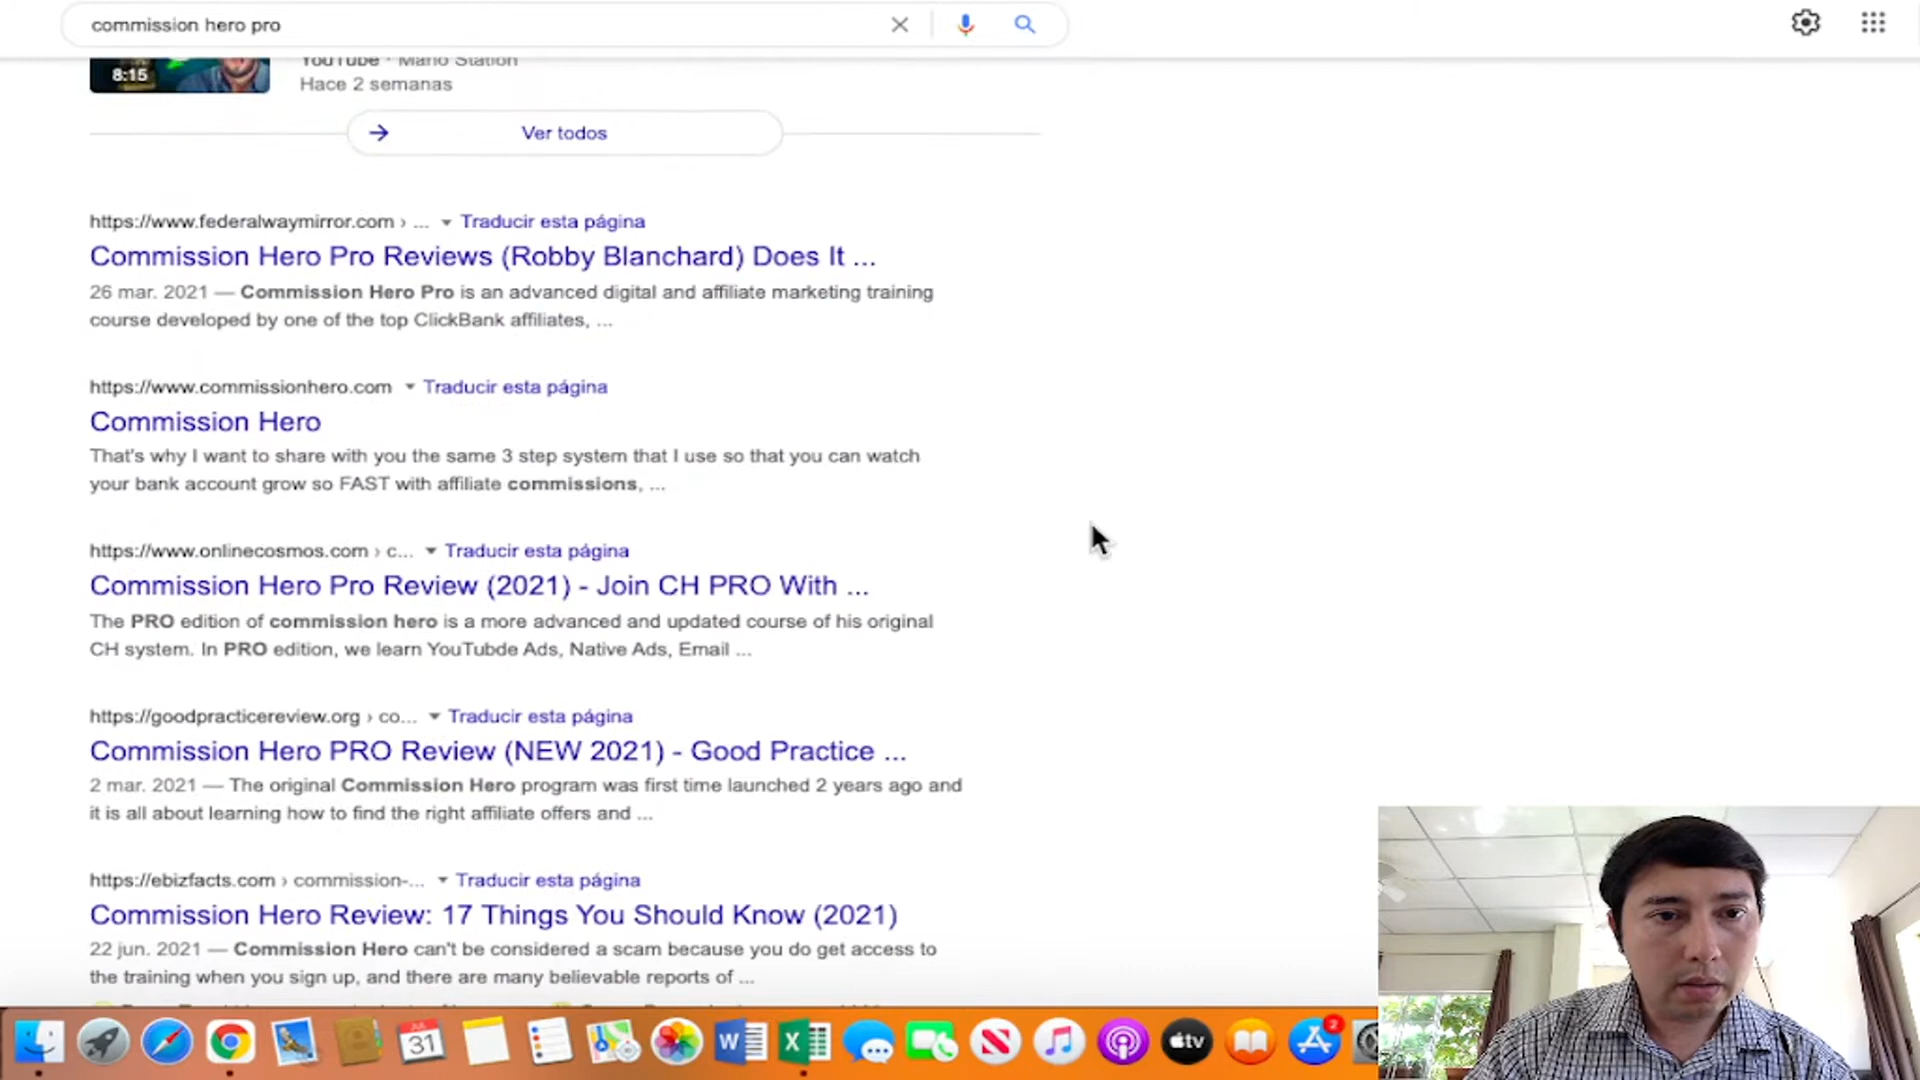 commission hero pro
8:15
YouTube · Mario Station
Hace 2 semanas
Ver todos
https://www.federalwaymirror.com › ... Traducir esta página
Commission Hero Pro Reviews (Robby Blanchard) Does It ...
26 mar. 2021 — Commission Hero Pro is an advanced digital and affiliate marketing training
course developed by one of the top ClickBank affiliates, ...
https://www.commissionhero.com Traducir esta página
Commission Hero
That's why I want to share with you the same 3 step system that I use so that you can watch
your bank account grow so FAST with affiliate commissions, ...
https://www.onlinecosmos.com › c... Traducir esta página
Commission Hero Pro Review (2021) - Join CH PRO With ...
The PRO edition of commission hero is a more advanced and updated course of his original
CH system. In PRO edition, we learn YouTubde Ads, Native Ads, Email ...
https://goodpracticereview.org › co... Traducir esta página
Commission Hero PRO Review (NEW 2021) - Good Practice ...
2 mar. 2021 — The original Commission Hero program was first time launched 2 years ago and
it is all about learning how to find the right affiliate offers and ...
https://ebizfacts.com › commission-... Traducir esta página
Commission Hero Review: 17 Things You Should Know (2021)
22 jun. 2021 — Commission Hero can't be considered a scam because you do get access to
the training when you sign up, and there are many believable reports of ...
JUL
31
W
X
tv
2